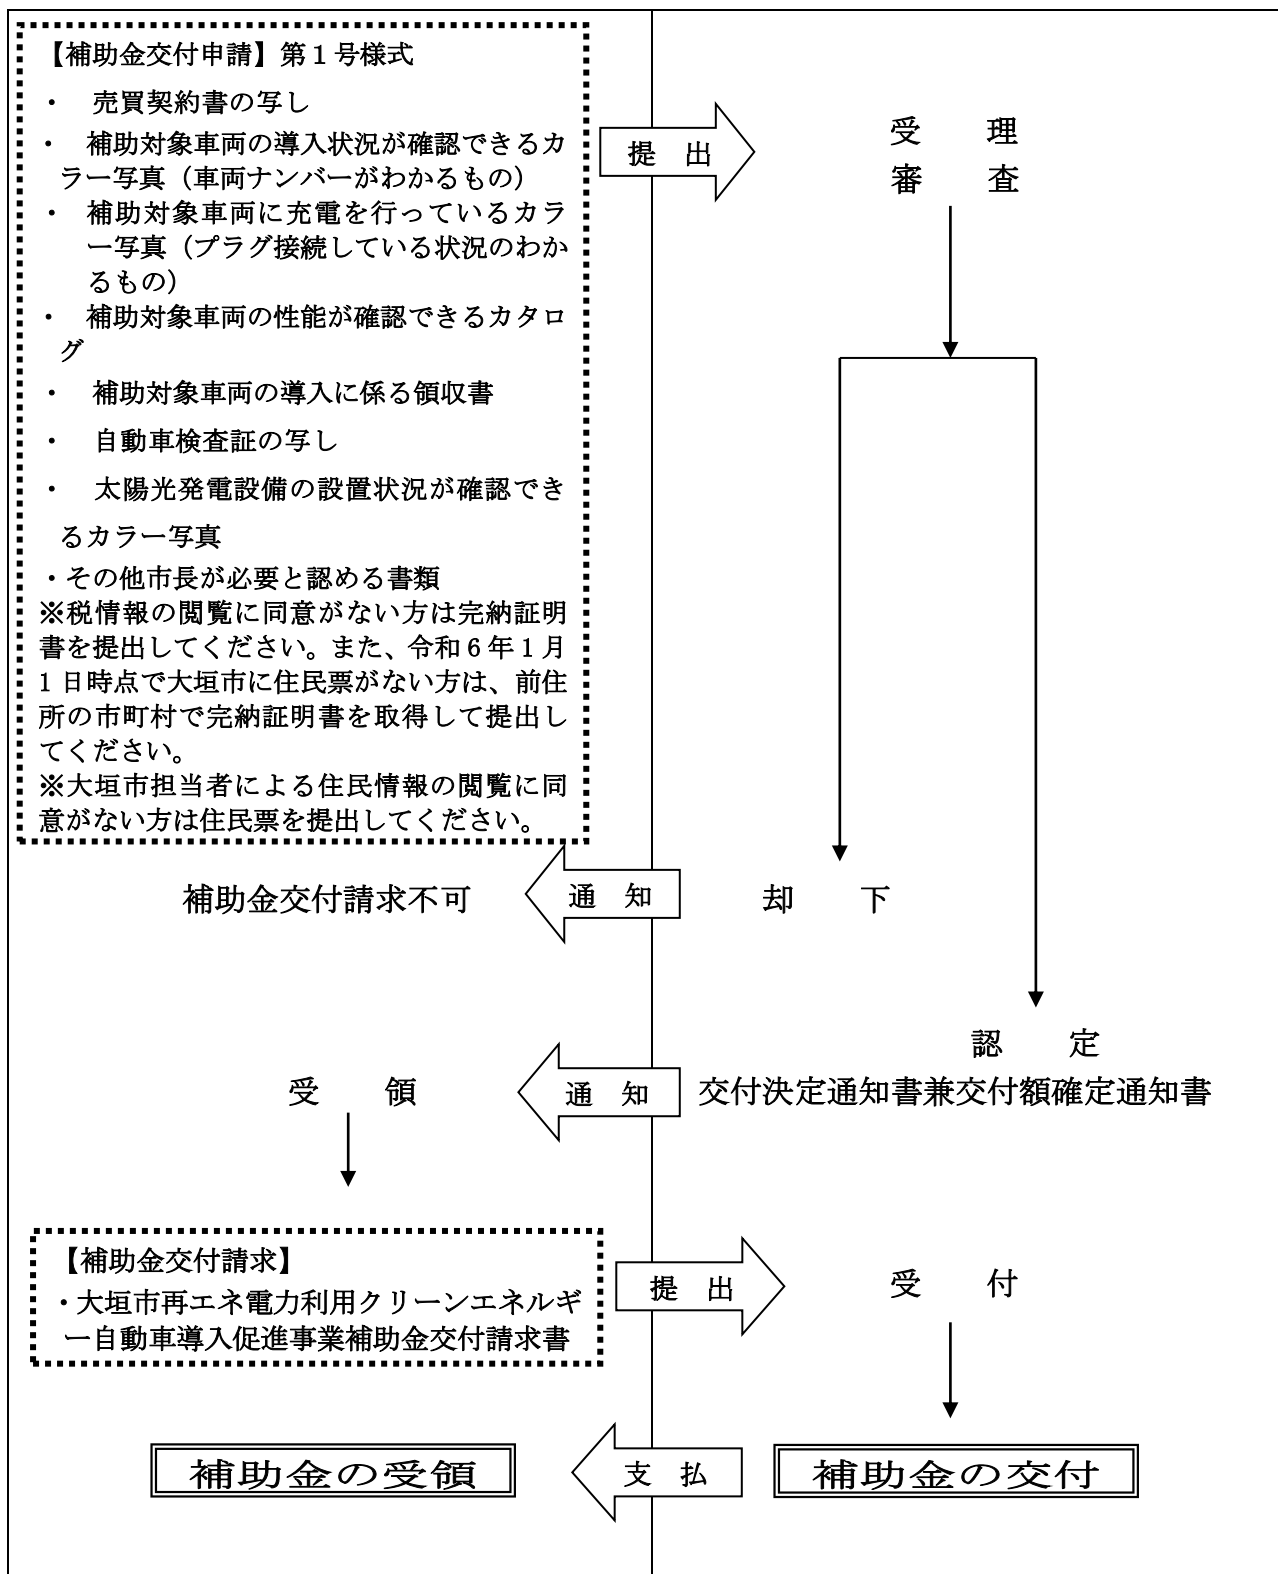 【補助金交付申請】第1号様式
・　売買契約書の写し
・　補助対象車両の導入状況が確認できるカ
ラー写真（車両ナンバーがわかるもの）
・　補助対象車両に充電を行っているカラ
ー写真（プラグ接続している状況のわか
るもの）
・　補助対象車両の性能が確認できるカタロ
グ
・　補助対象車両の導入に係る領収書
・　自動車検査証の写し
・　太陽光発電設備の設置状況が確認でき
るカラー写真
・その他市長が必要と認める書類
※税情報の閲覧に同意がない方は完納証明
書を提出してください。また、令和6年1月
1日時点で大垣市に住民票がない方は、前住
所の市町村で完納証明書を取得して提出し
てください。
※大垣市担当者による住民情報の閲覧に同
意がない方は住民票を提出してください。
提　出
受　　理
審　　査
補助金交付請求不可
通　知
却　　下
認　　定
受　　領
通　知
交付決定通知書兼交付額確定通知書
【補助金交付請求】
・大垣市再エネ電力利用クリーンエネルギ
ー自動車導入促進事業補助金交付請求書
提　出
受　　付
補助金の受領
支　払
補助金の交付